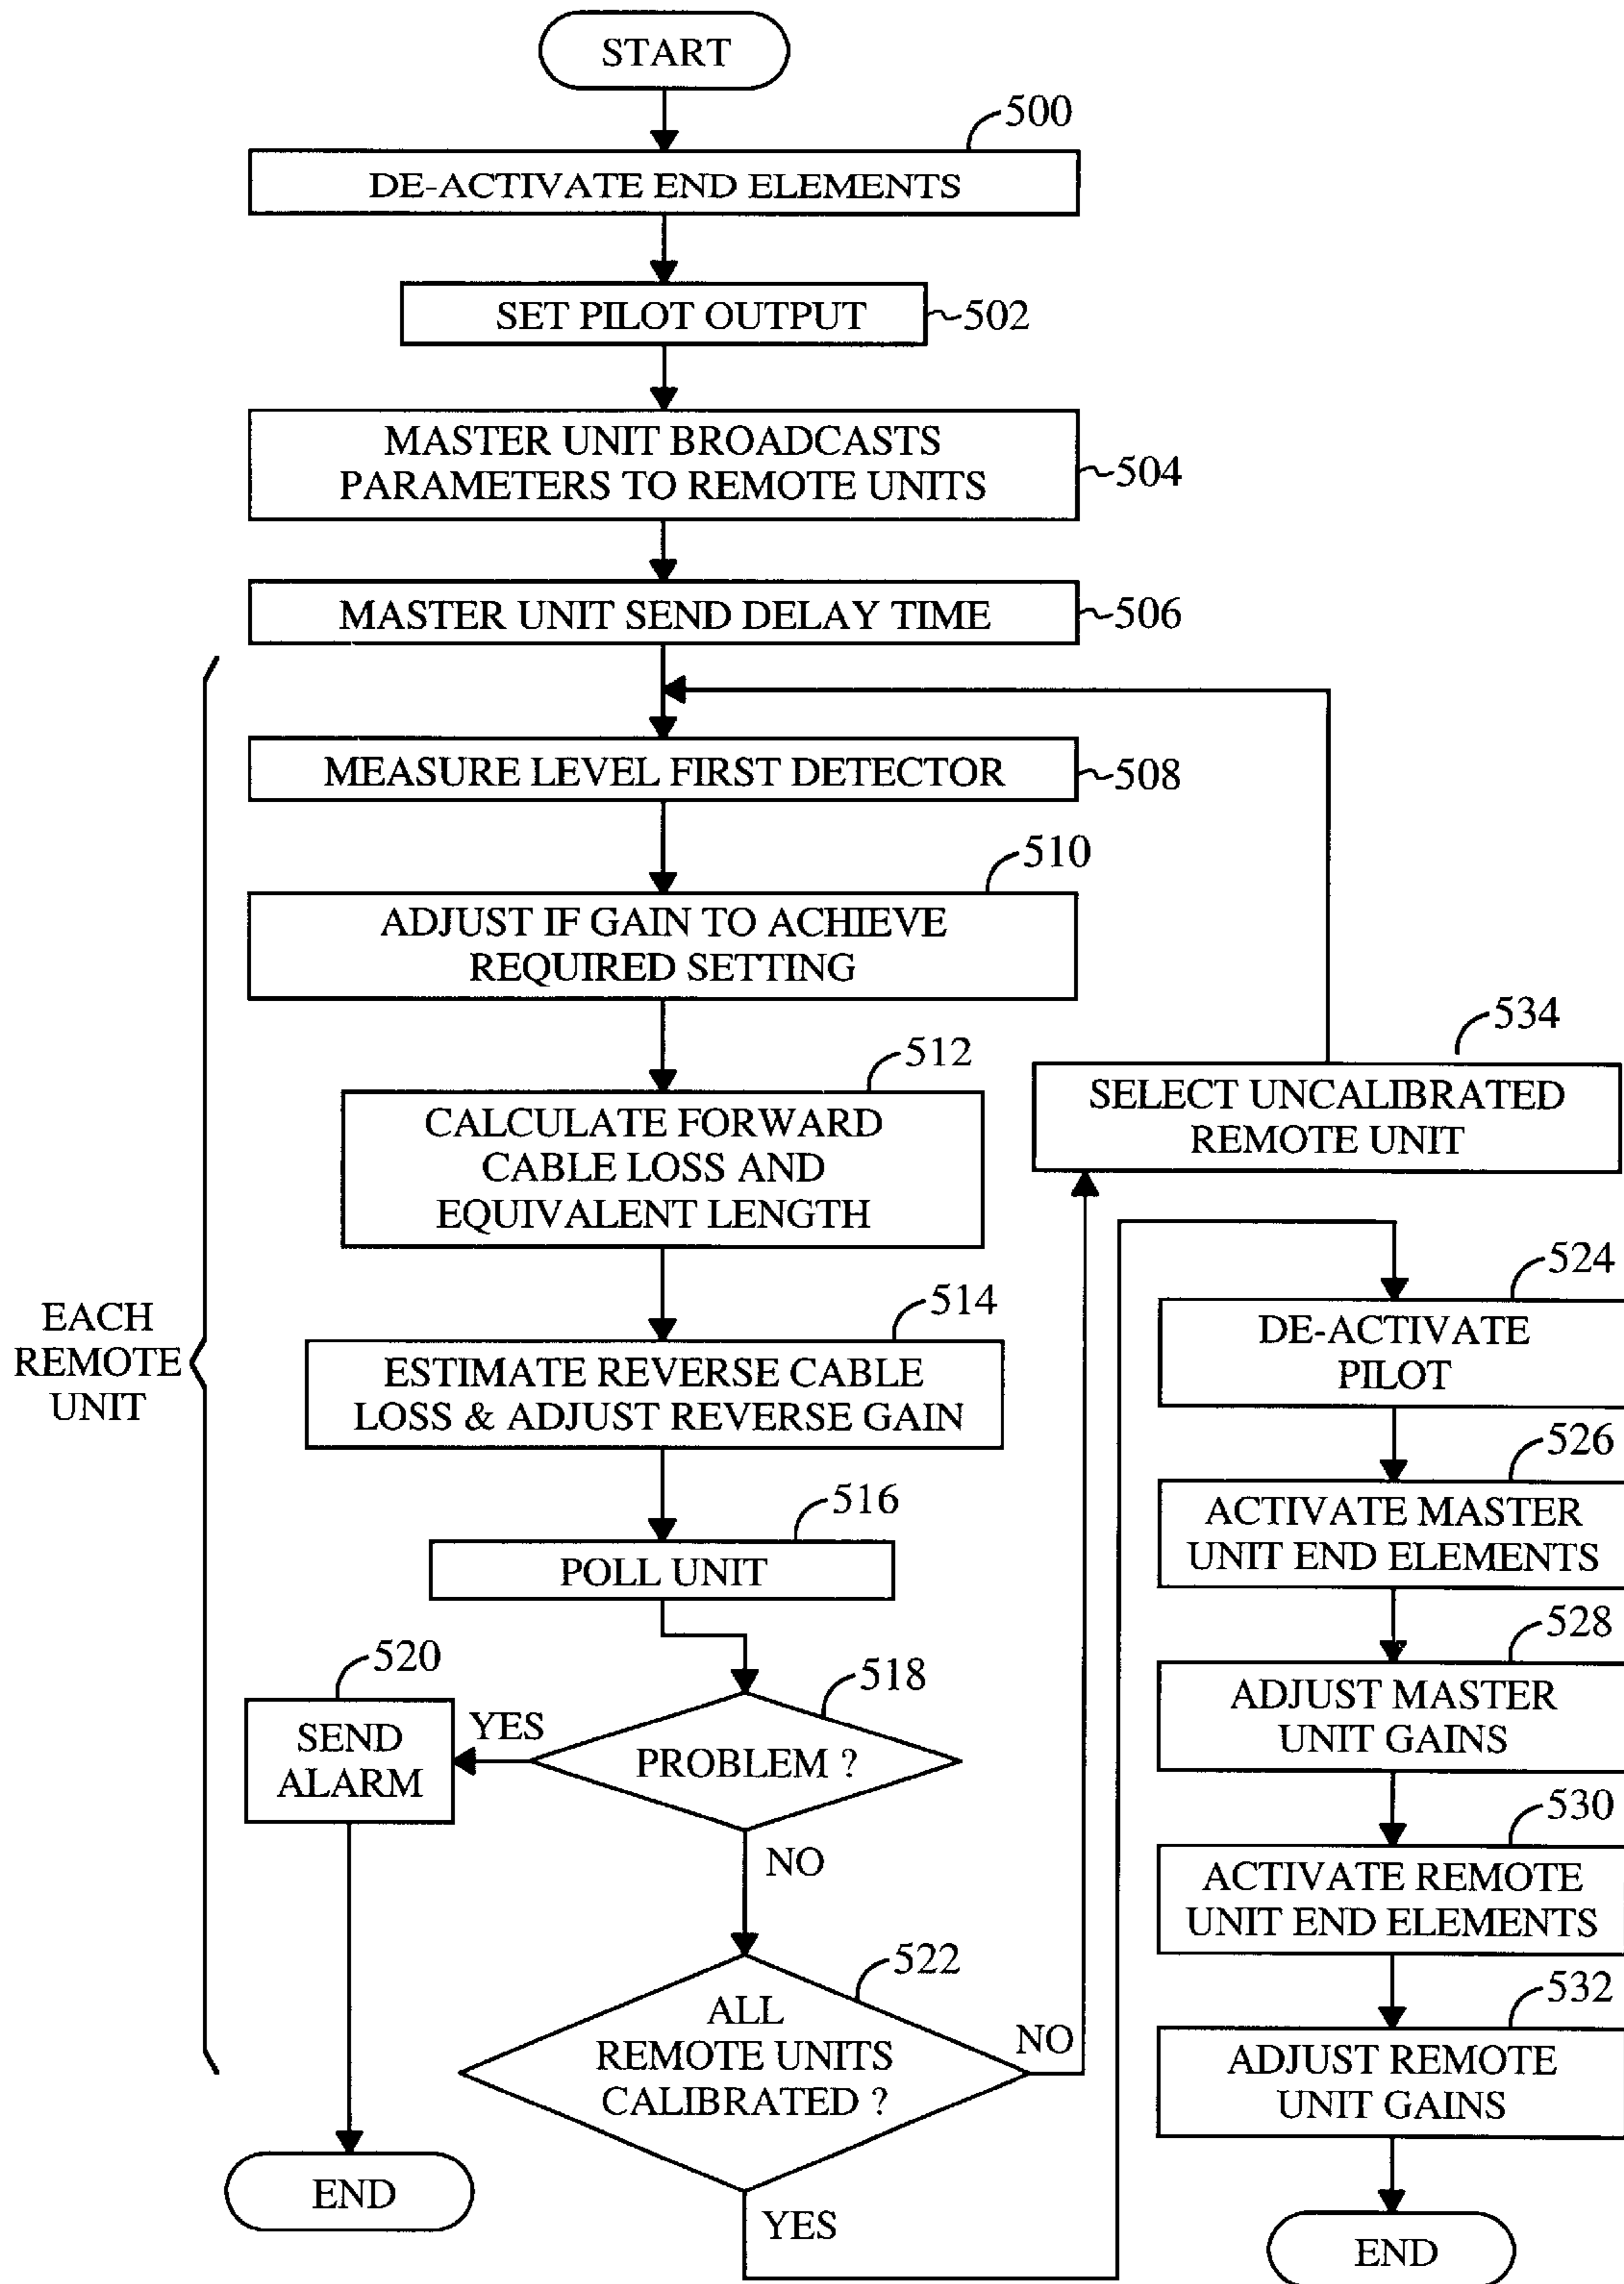 START
500
DE-ACTIVATE END ELEMENTS
SET PILOT OUTPUT
502
MASTER UNIT BROADCASTS
PARAMETERS TO REMOTE UNITS
504
MASTER UNIT SEND DELAY TIME
506
MEASURE LEVEL FIRST DETECTOR
508
510
ADJUST IF GAIN TO ACHIEVE
REQUIRED SETTING
512
CALCULATE FORWARD
CABLE LOSS AND
EQUIVALENT LENGTH
EACH
REMOTE
UNIT
514
ESTIMATE REVERSE CABLE
LOSS & ADJUST REVERSE GAIN
516
POLL UNIT
518
PROBLEM ?
YES
520
SEND
ALARM
END
NO
522
ALL
REMOTE UNITS
CALIBRATED ?
NO
YES
534
SELECT UNCALIBRATED
REMOTE UNIT
524
DE-ACTIVATE
PILOT
526
ACTIVATE MASTER
UNIT END ELEMENTS
528
ADJUST MASTER
UNIT GAINS
530
ACTIVATE REMOTE
UNIT END ELEMENTS
532
ADJUST REMOTE
UNIT GAINS
END